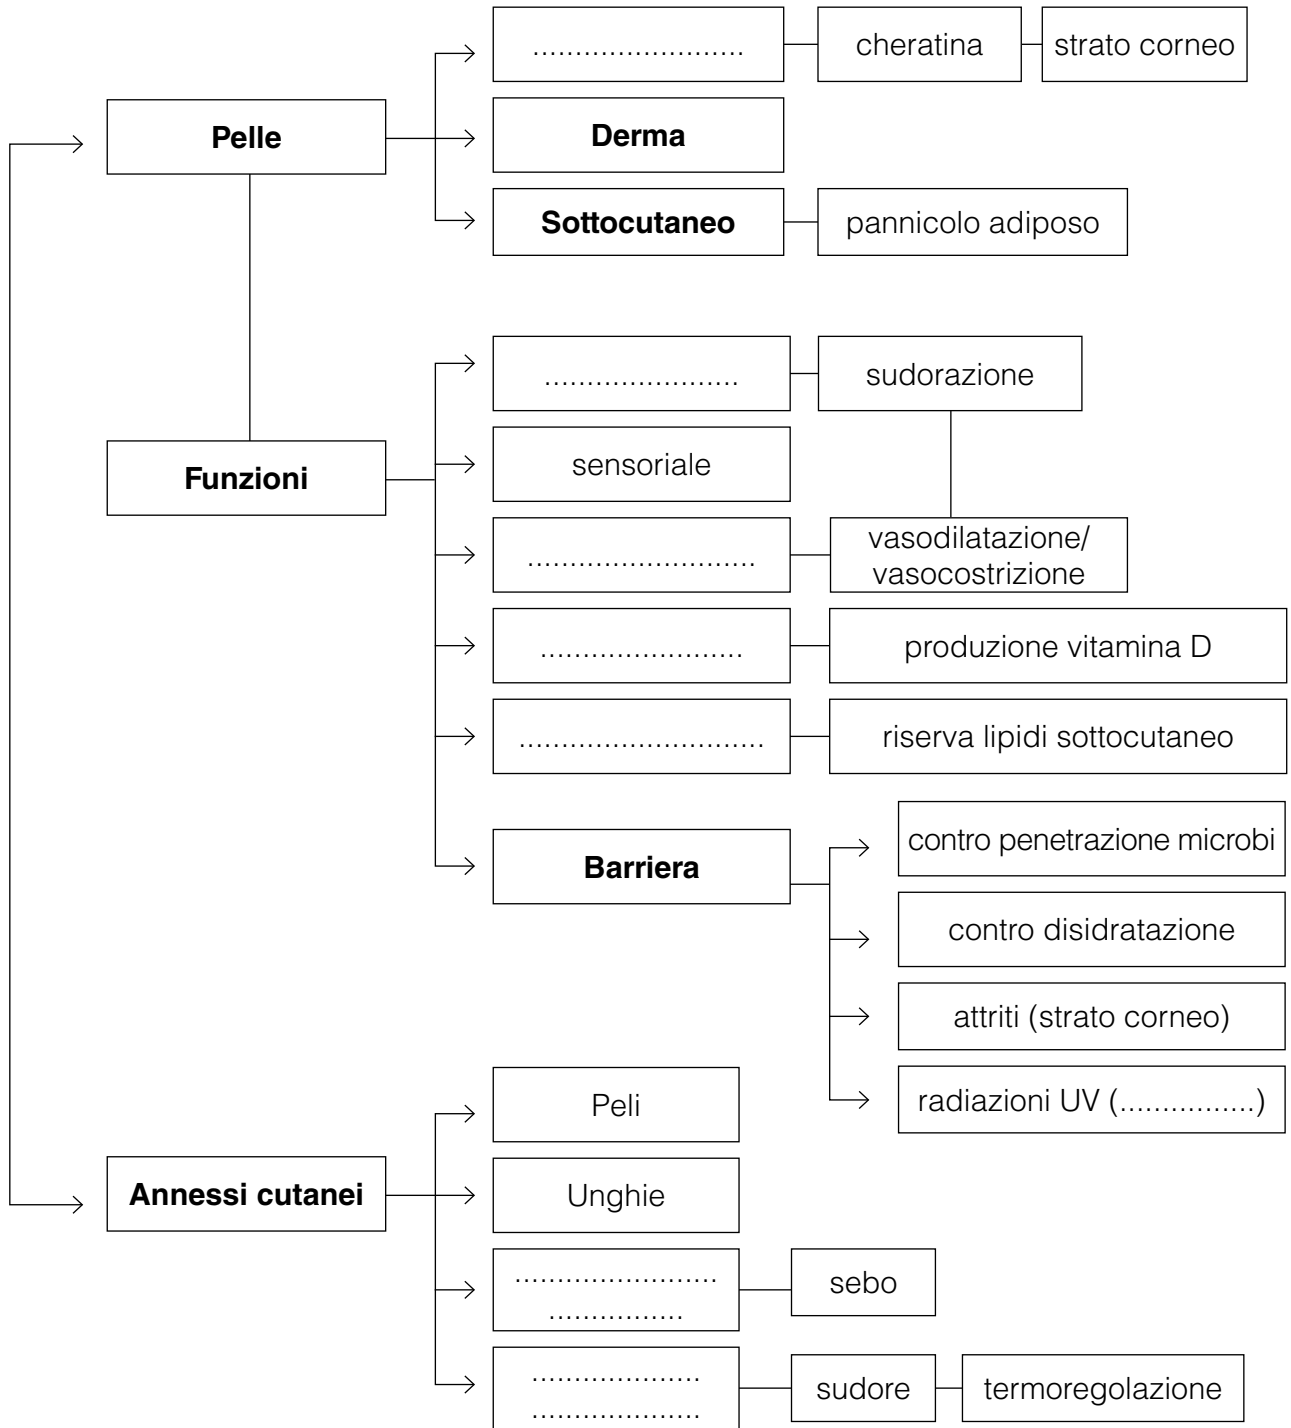 ..........................
cheratina
strato corneo
Pelle
Derma
Sottocutaneo
pannicolo adiposo
.......................
sudorazione
Funzioni
sensoriale
...........................
vasodilatazione/
vasocostrizione
........................
produzione vitamina D
.............................
riserva lipidi sottocutaneo
Barriera
contro penetrazione microbi
contro disidratazione
attriti (strato corneo)
radiazioni UV (................)
Peli
Annessi cutanei
Unghie
........................
................
sebo
....................
....................
sudore
termoregolazione